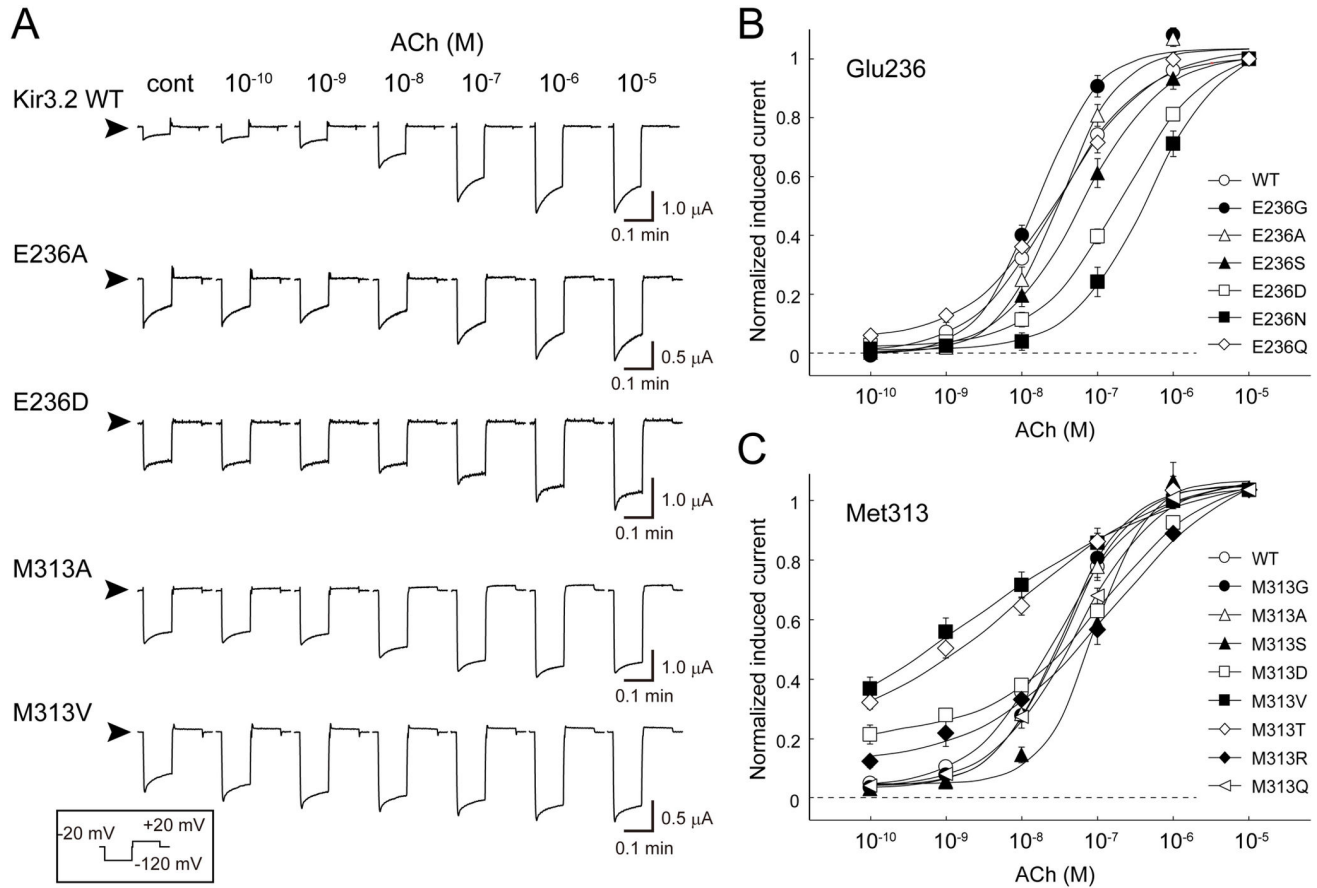 A
ACh (M)
cont 10⁻¹⁰ 10⁻⁹ 10⁻⁸ 10⁻⁷ 10⁻⁶ 10⁻⁵
Kir3.2 WT
1.0 µA
0.1 min
E236A
0.5 µA
0.1 min
E236D
1.0 µA
0.1 min
M313A
1.0 µA
0.1 min
M313V
0.5 µA
0.1 min
-20 mV
+20 mV
-120 mV
B
Glu236
Normalized induced current
1
0.8
0.6
0.4
0.2
0
10⁻¹⁰ 10⁻⁹ 10⁻⁸ 10⁻⁷ 10⁻⁶ 10⁻⁵
ACh (M)
WT
E236G
E236A
E236S
E236D
E236N
E236Q
C
Met313
Normalized induced current
1
0.8
0.6
0.4
0.2
0
10⁻¹⁰ 10⁻⁹ 10⁻⁸ 10⁻⁷ 10⁻⁶ 10⁻⁵
ACh (M)
WT
M313G
M313A
M313S
M313D
M313V
M313T
M313R
M313Q